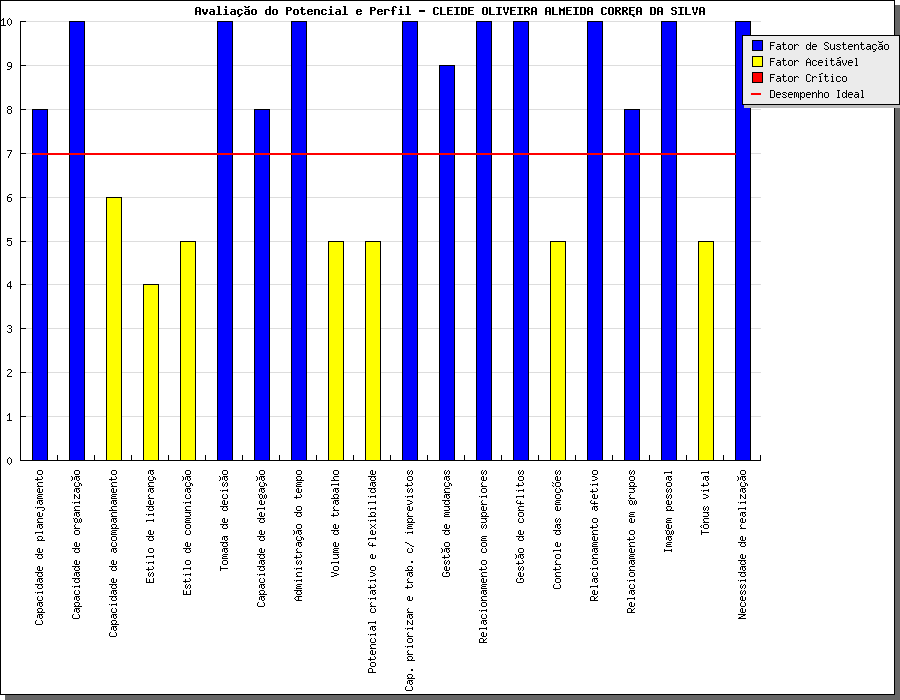 Avaliação do Potencial e Perfil - CLEIDE OLIVEIRA ALMEIDA CORRÊA DA SILVA
Fator de Sustentação
Fator Aceitável
Fator Crítico
Desempenho Ideal
10
9
8
7
6
5
4
3
2
1
0
Capacidade de planejamento
Capacidade de organização
Capacidade de acompanhamento
Estilo de liderança
Estilo de comunicação
Tomada de decisão
Capacidade de delegação
Administração do tempo
Volume de trabalho
Potencial criativo e flexibilidade
Cap. priorizar e trab. c/ imprevistos
Gestão de mudanças
Relacionamento com superiores
Gestão de conflitos
Controle das emoções
Relacionamento afetivo
Relacionamento em grupos
Imagem pessoal
Tônus vital
Necessidade de realização